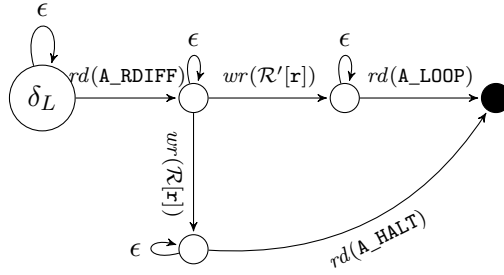 ϵ
ϵ
ϵ
rd(A_RDIFF)
wr(R′[r])
rd(A_LOOP)
δ_L
wr(R[r])
ϵ
rd(A_HALT)